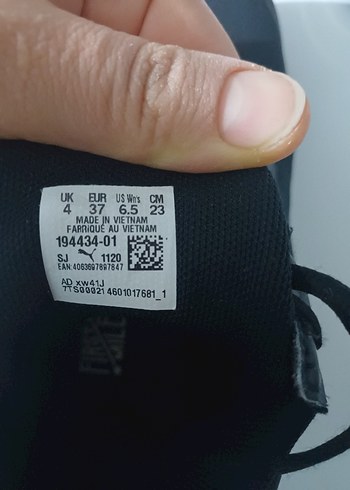 UK EUR US Wn's CM
4 37 6.5 23
MADE IN VIETNAM
FABRIQUÉ AU VIETNAM
194434-01
SJ 1120
EAN:4063697897847
AD xw41J
7TS00021 4601017681_1